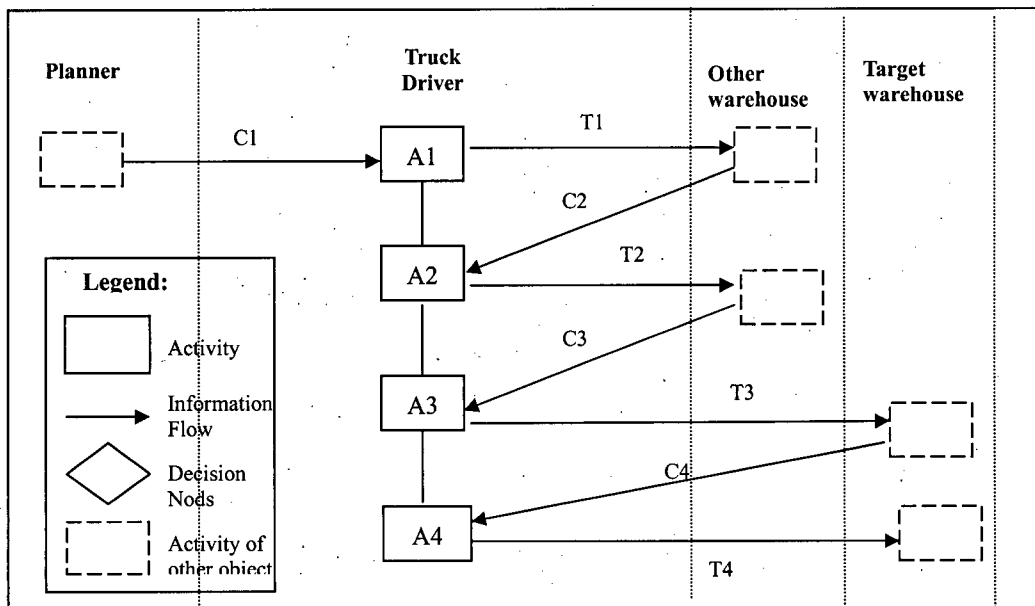 Planner
Truck
Driver
Other
warehouse
Target
warehouse
C1
A1
T1
C2
A2
T2
C3
A3
T3
C4
A4
T4
Legend:
Activity
Information
Flow
Decision
Nods
Activity of
other object